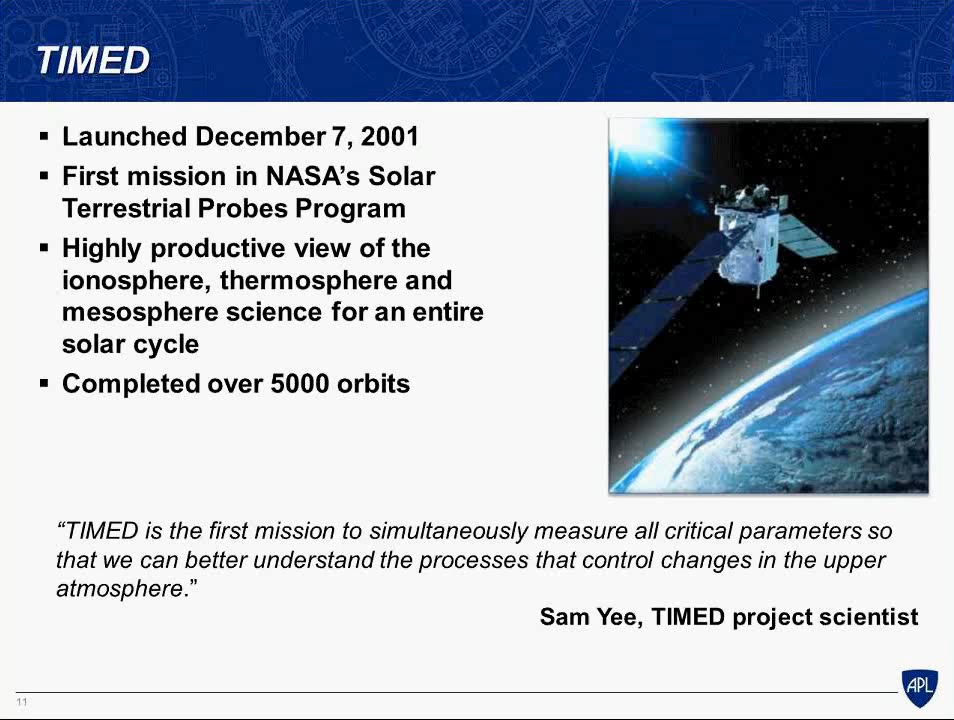 TIMED
▪ Launched December 7, 2001
▪ First mission in NASA’s Solar
Terrestrial Probes Program
▪ Highly productive view of the
ionosphere, thermosphere and
mesosphere science for an entire
solar cycle
▪ Completed over 5000 orbits
“TIMED is the first mission to simultaneously measure all critical parameters so
that we can better understand the processes that control changes in the upper
atmosphere.”
Sam Yee, TIMED project scientist
11
APL